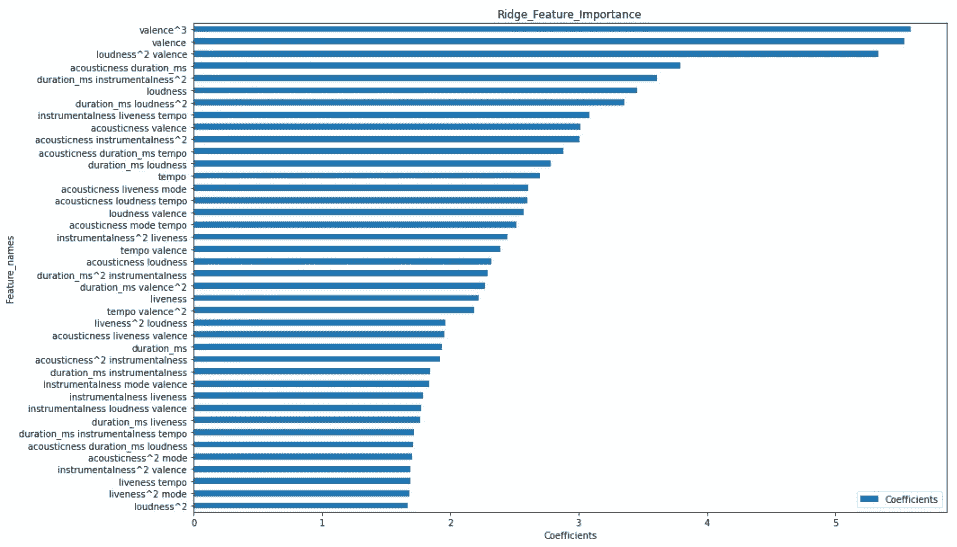 Ridge_Feature_Importance
valence^3
valence
loudness^2 valence
acousticness duration_ms
duration_ms instrumentalness^2
loudness
duration_ms loudness^2
instrumentalness liveness tempo
acousticness valence
acousticness instrumentalness^2
acousticness duration_ms tempo
duration_ms loudness
tempo
acousticness liveness mode
acousticness loudness tempo
loudness valence
acousticness mode tempo
instrumentalness^2 liveness
tempo valence
acousticness loudness
duration_ms^2 instrumentalness
duration_ms valence^2
liveness
tempo valence^2
liveness^2 loudness
acousticness liveness valence
duration_ms
acousticness^2 instrumentalness
duration_ms instrumentalness
instrumentalness mode valence
instrumentalness liveness
instrumentalness loudness valence
duration_ms liveness
duration_ms instrumentalness tempo
acousticness duration_ms loudness
acousticness^2 mode
instrumentalness^2 valence
liveness tempo
liveness^2 mode
loudness^2
Feature_names
Coefficients
0 1 2 3 4 5
Coefficients